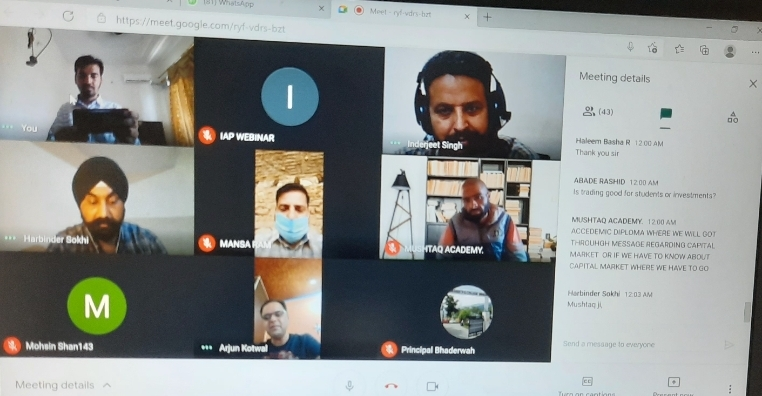 (01) WhatsApp
Meet - ryf-vdrs-bzt
https://meet.google.com/ryf-vdrs-bzt
You
I
IAP WEBINAR
Inderjeet Singh
Harbinder Sokhi
MANSA RAM
MUSHTAQ ACADEMY.
M
Mohsin Shan143
Arjun Kotwal
Principal Bhaderwah
Meeting details
(43)
Haleem Basha R 12:00 AM
Thank you sir
ABADE RASHID 12:00 AM
Is trading good for students or investments?
MUSHTAQ ACADEMY. 12:00 AM
ACCEDEMIC DIPLOMA WHERE WE WILL GOT
THROUHGH MESSAGE REGARDING CAPITAL
MARKET OR IF WE HAVE TO KNOW ABOUT
CAPITAL MARKET WHERE WE HAVE TO GO
Harbinder Sokhi 12:03 AM
Mushtaq ji,
Send a message to everyone
Meeting details
Turn on captions
Present now